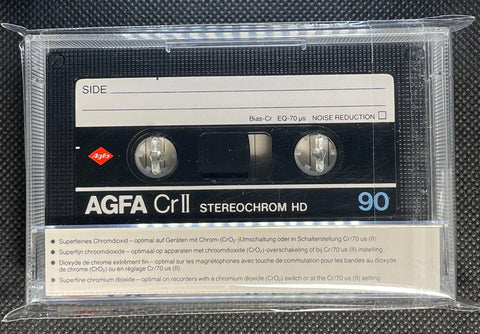 SIDE
Bias-Cr EQ-70 µs NOISE REDUCTION
Agfa
AGFA Cr II STEREOCHROM HD 90
Superfeines Chromdioxid – optimal auf Geräten mit Chrom-(CrO₂-)Umschaltung oder in Schalterstellung Cr/70 us (II)
Superfijn chroomdioxide – optimaal op apparaten met chroomdioxide-(CrO₂)-overschakeling of bij Cr/70 us (II) instelling
Dioxyde de chrome extrêment fin – optimal sur les magnétophones avec touche de commutation pour les bandes au dioxyde
de chrome (CrO₂) ou en réglage Cr/70 us (II)
Superfine chromium dioxide – optimal on recorders with a chromium dioxide (CrO₂) switch or at the Cr/70 us (II) setting